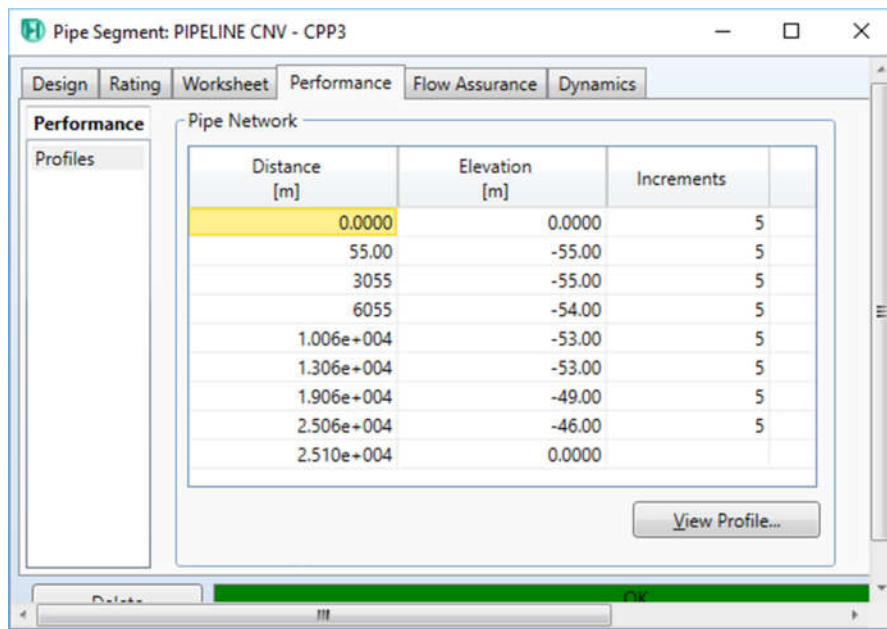 Pipe Segment: PIPELINE CNV - CPP3
Design Rating Worksheet Performance Flow Assurance Dynamics
Performance
Profiles
Pipe Network
Distance [m] Elevation [m] Increments
0.0000 0.0000 5
55.00 -55.00 5
3055 -55.00 5
6055 -54.00 5
1.006e+004 -53.00 5
1.306e+004 -53.00 5
1.906e+004 -49.00 5
2.506e+004 -46.00 5
2.510e+004 0.0000
View Profile...
Delete OK